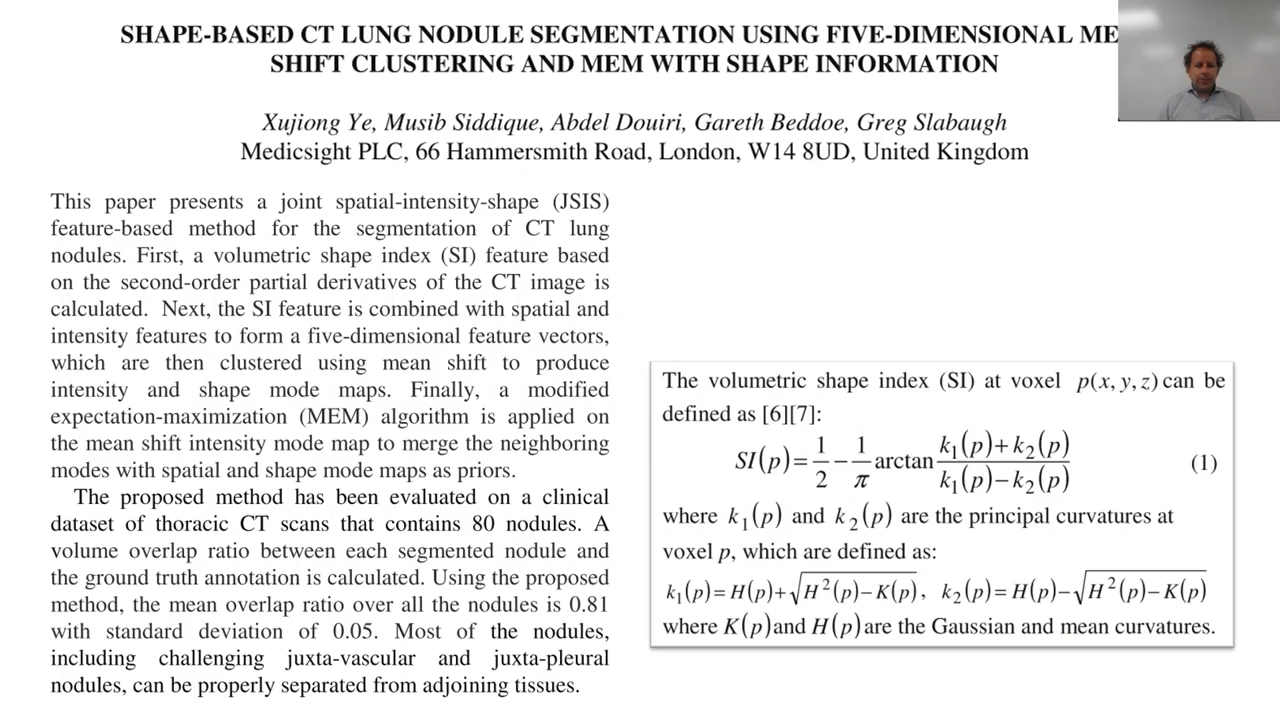 SHAPE-BASED CT LUNG NODULE SEGMENTATION USING FIVE-DIMENSIONAL ME
SHIFT CLUSTERING AND MEM WITH SHAPE INFORMATION
Xujiong Ye, Musib Siddique, Abdel Douiri, Gareth Beddoe, Greg Slabaugh
Medicsight PLC, 66 Hammersmith Road, London, W14 8UD, United Kingdom
This paper presents a joint spatial-intensity-shape (JSIS)
feature-based method for the segmentation of CT lung
nodules. First, a volumetric shape index (SI) feature based
on the second-order partial derivatives of the CT image is
calculated. Next, the SI feature is combined with spatial and
intensity features to form a five-dimensional feature vectors,
which are then clustered using mean shift to produce
intensity and shape mode maps. Finally, a modified
expectation-maximization (MEM) algorithm is applied on
the mean shift intensity mode map to merge the neighboring
modes with spatial and shape mode maps as priors.
The proposed method has been evaluated on a clinical
dataset of thoracic CT scans that contains 80 nodules. A
volume overlap ratio between each segmented nodule and
the ground truth annotation is calculated. Using the proposed
method, the mean overlap ratio over all the nodules is 0.81
with standard deviation of 0.05. Most of the nodules,
including challenging juxta-vascular and juxta-pleural
nodules, can be properly separated from adjoining tissues.
The volumetric shape index (SI) at voxel p(x, y, z) can be
defined as [6][7]:
SI(p) = 1/2 − 1/π arctan (k₁(p)+k₂(p))/(k₁(p)−k₂(p)) (1)
where k₁(p) and k₂(p) are the principal curvatures at
voxel p, which are defined as:
k₁(p)=H(p)+√(H²(p)−K(p)), k₂(p)=H(p)−√(H²(p)−K(p))
where K(p) and H(p) are the Gaussian and mean curvatures.